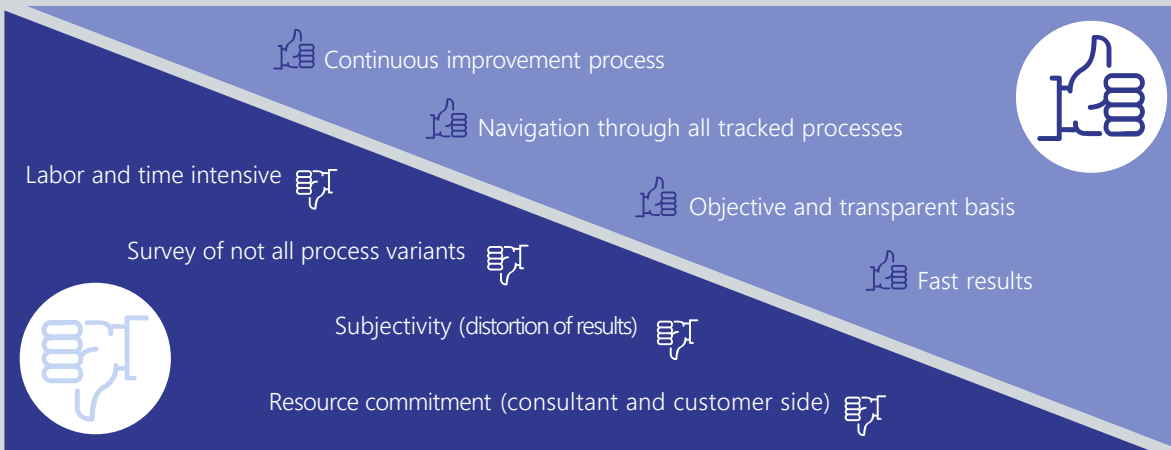 Continuous improvement process
Navigation through all tracked processes
Labor and time intensive
Objective and transparent basis
Survey of not all process variants
Fast results
Subjectivity (distortion of results)
Resource commitment (consultant and customer side)